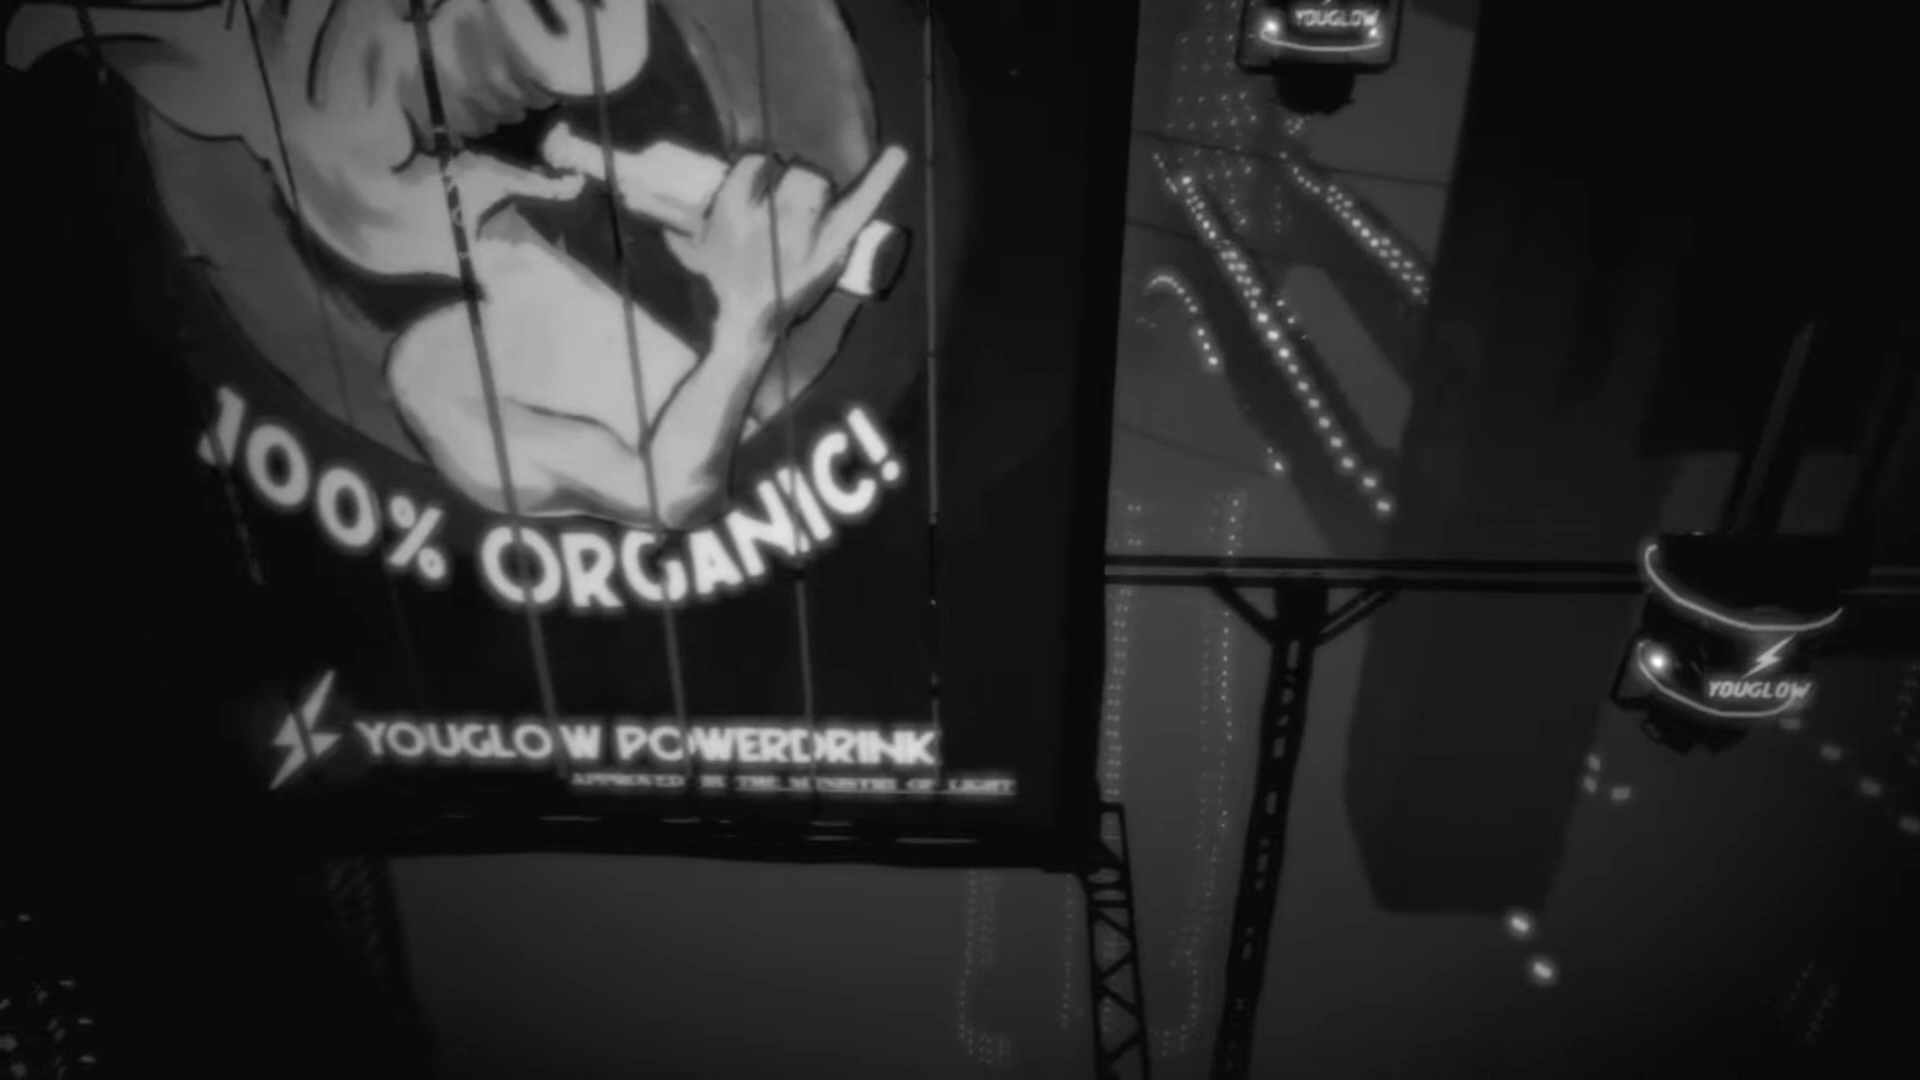 YOUGLOW
100% ORGANIC!
YOUGLOW
YOUGLOW POWERDRINK
APPROVED BY THE MINISTRY OF LIGHT